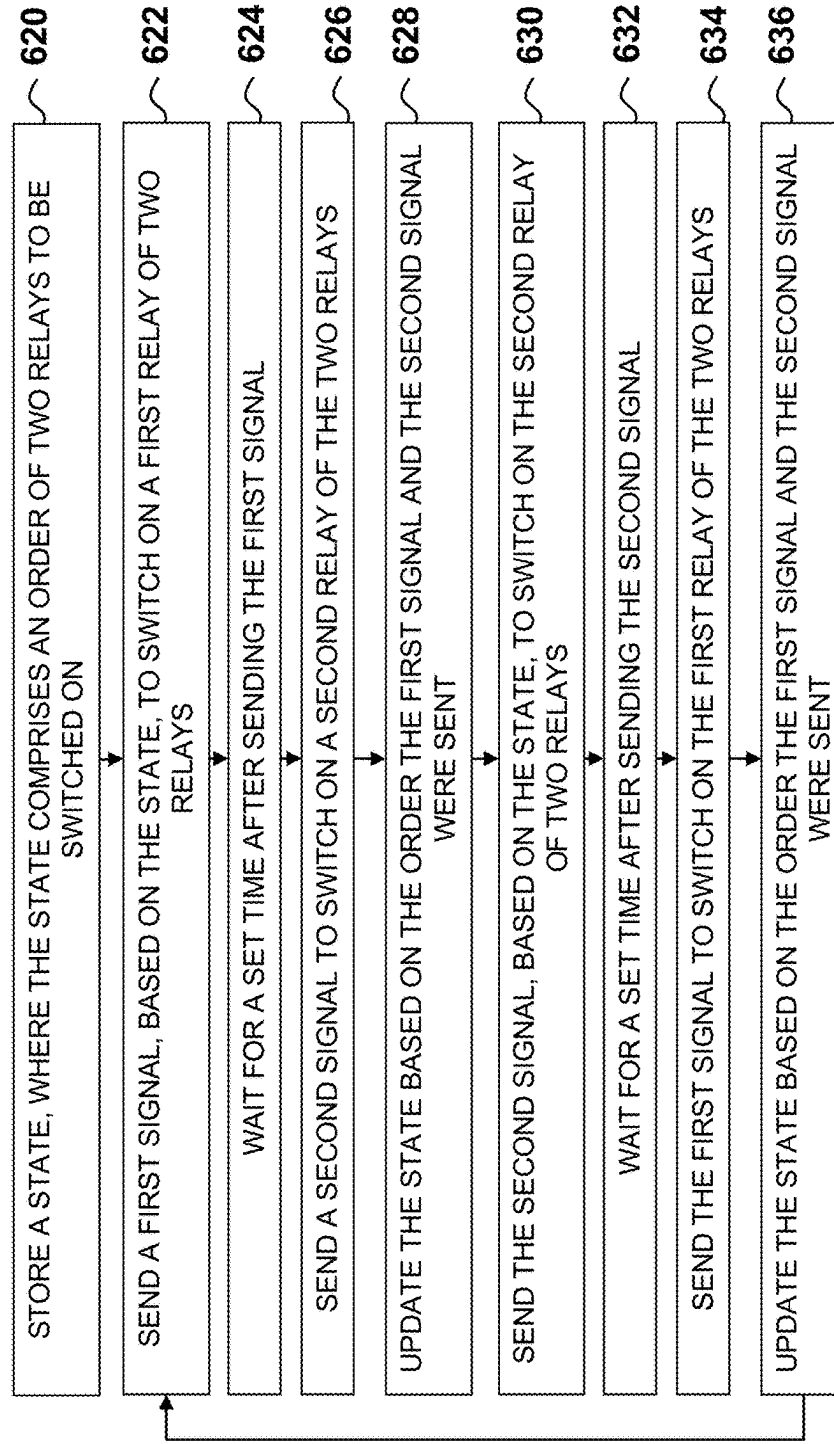 STORE A STATE, WHERE THE STATE COMPRISES AN ORDER OF TWO RELAYS TO BE
SWITCHED ON
620
SEND A FIRST SIGNAL, BASED ON THE STATE, TO SWITCH ON A FIRST RELAY OF TWO
RELAYS
622
WAIT FOR A SET TIME AFTER SENDING THE FIRST SIGNAL
624
SEND A SECOND SIGNAL TO SWITCH ON A SECOND RELAY OF THE TWO RELAYS
626
UPDATE THE STATE BASED ON THE ORDER THE FIRST SIGNAL AND THE SECOND SIGNAL
WERE SENT
628
SEND THE SECOND SIGNAL, BASED ON THE STATE, TO SWITCH ON THE SECOND RELAY
OF TWO RELAYS
630
WAIT FOR A SET TIME AFTER SENDING THE SECOND SIGNAL
632
SEND THE FIRST SIGNAL TO SWITCH ON THE FIRST RELAY OF THE TWO RELAYS
634
UPDATE THE STATE BASED ON THE ORDER THE FIRST SIGNAL AND THE SECOND SIGNAL
WERE SENT
636